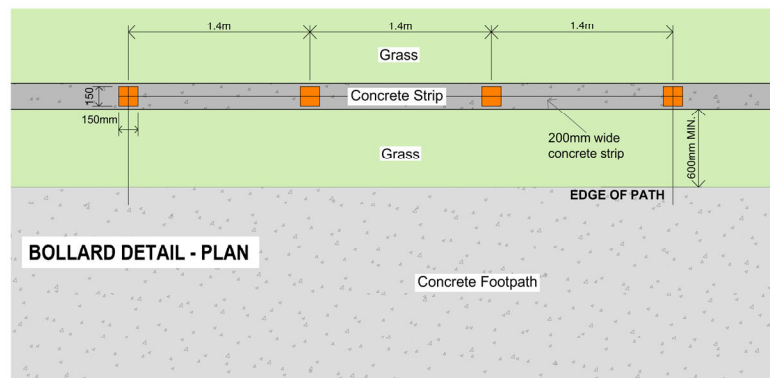 1.4m
1.4m
1.4m
Grass
150
Concrete Strip
150mm
200mm wide
concrete strip
600mm MIN.
Grass
EDGE OF PATH
BOLLARD DETAIL - PLAN
Concrete Footpath